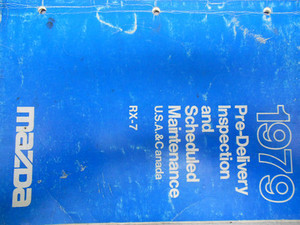 1979
Pre-Delivery
Inspection
and
Scheduled
Maintenance
U.S.A.&Canada
RX-7
mazda